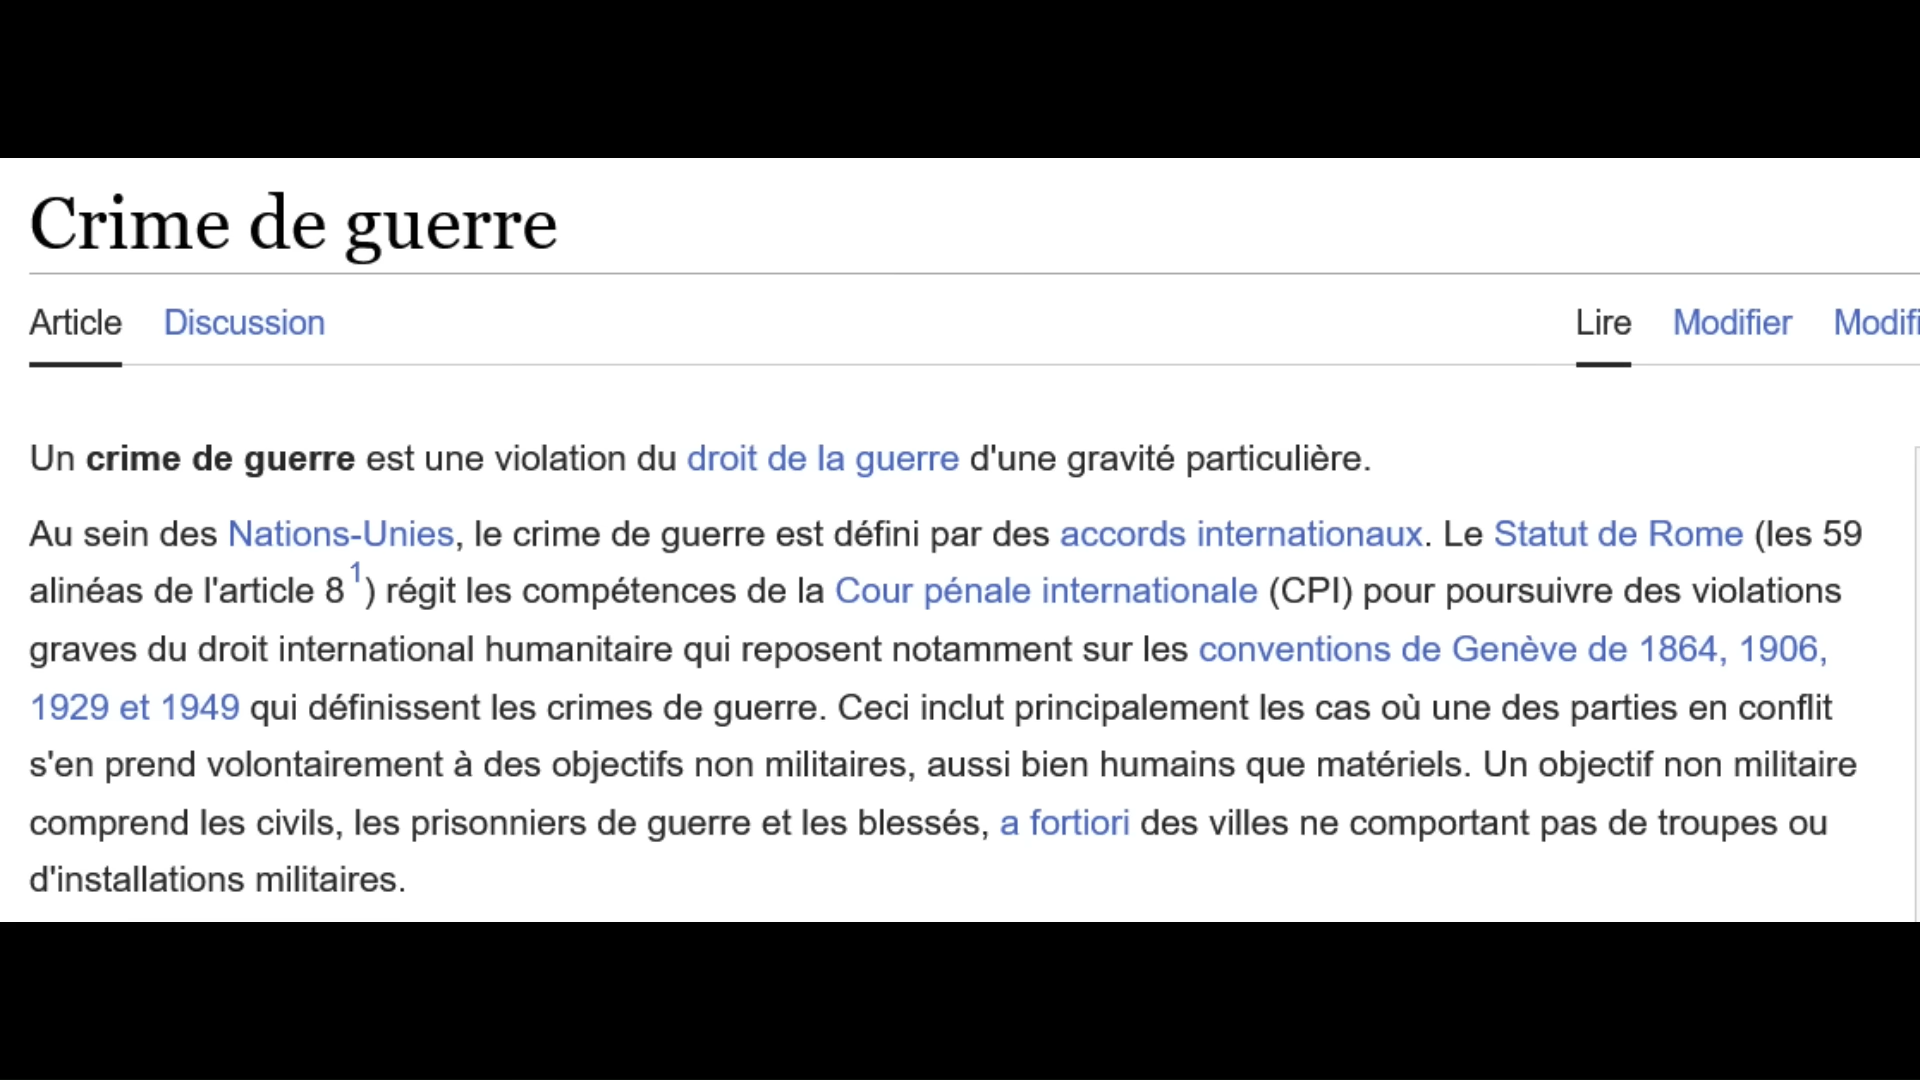 Crime de guerre
Article Discussion Lire Modifier
Un crime de guerre est une violation du droit de la guerre d'une gravité particulière.
Au sein des Nations-Unies, le crime de guerre est défini par des accords internationaux. Le Statut de Rome (les 59
alinéas de l'article 8 1) régit les compétences de la Cour pénale internationale (CPI) pour poursuivre des violations
graves du droit international humanitaire qui reposent notamment sur les conventions de Genève de 1864, 1906,
1929 et 1949 qui définissent les crimes de guerre. Ceci inclut principalement les cas où une des parties en conflit
s'en prend volontairement à des objectifs non militaires, aussi bien humains que matériels. Un objectif non militaire
comprend les civils, les prisonniers de guerre et les blessés, a fortiori des villes ne comportant pas de troupes ou
d'installations militaires.